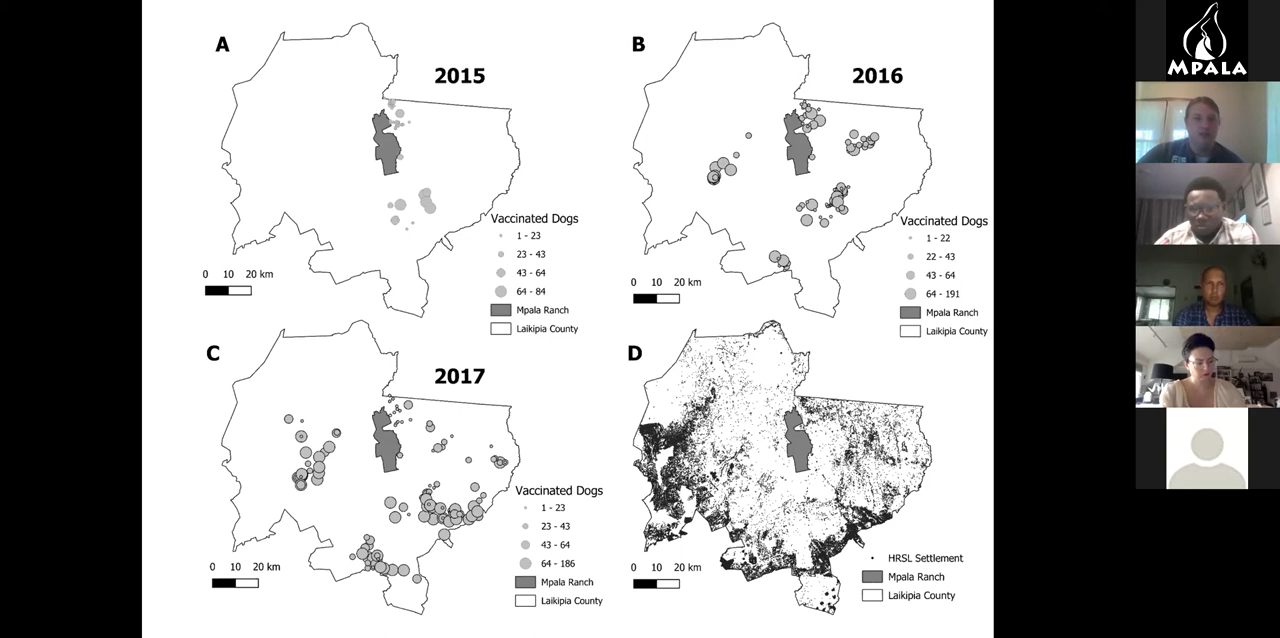 A
2015
Vaccinated Dogs
1 - 23
23 - 43
43 - 64
64 - 84
Mpala Ranch
Laikipia County
0 10 20 km
B
2016
Vaccinated Dogs
1 - 22
22 - 43
43 - 64
64 - 191
Mpala Ranch
Laikipia County
0 10 20 km
C
2017
Vaccinated Dogs
1 - 23
23 - 43
43 - 64
64 - 186
Mpala Ranch
Laikipia County
0 10 20 km
D
HRSL Settlement
Mpala Ranch
Laikipia County
0 10 20 km
MPALA